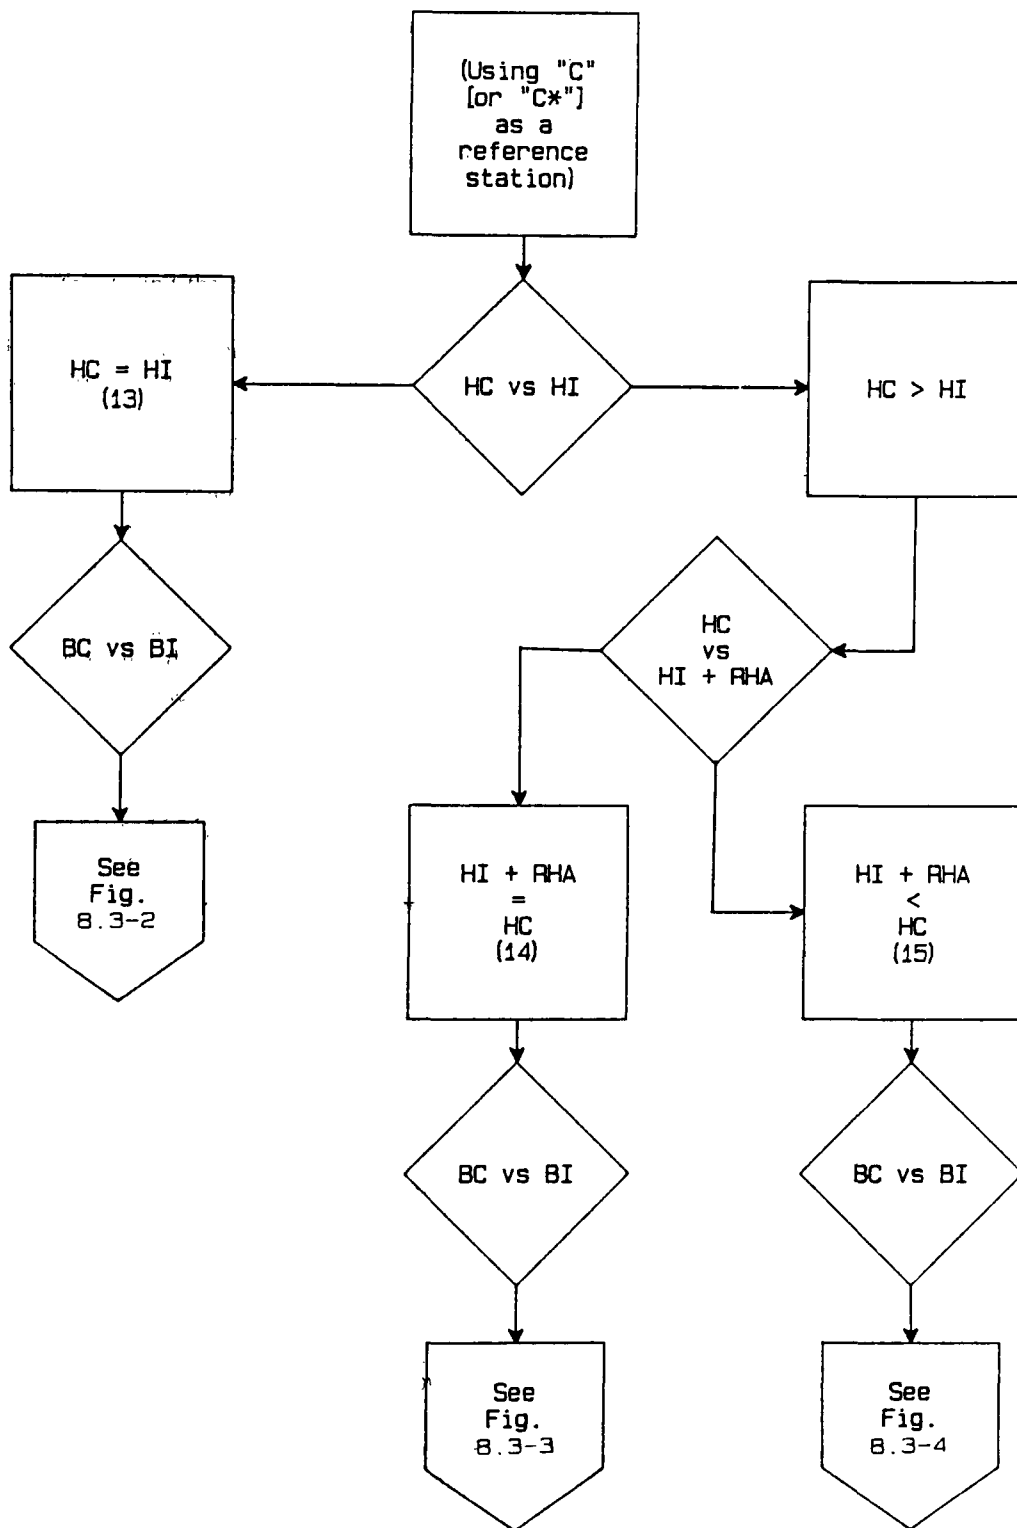 (Using "C"
[or "C*"]
as a
reference
station)
HC = HI
(13)
HC vs HI
HC > HI
BC vs BI
HC
vs
HI + RHA
See
Fig.
8.3-2
HI + RHA
=
HC
(14)
HI + RHA
<
HC
(15)
BC vs BI
BC vs BI
See
Fig.
8.3-3
See
Fig.
8.3-4